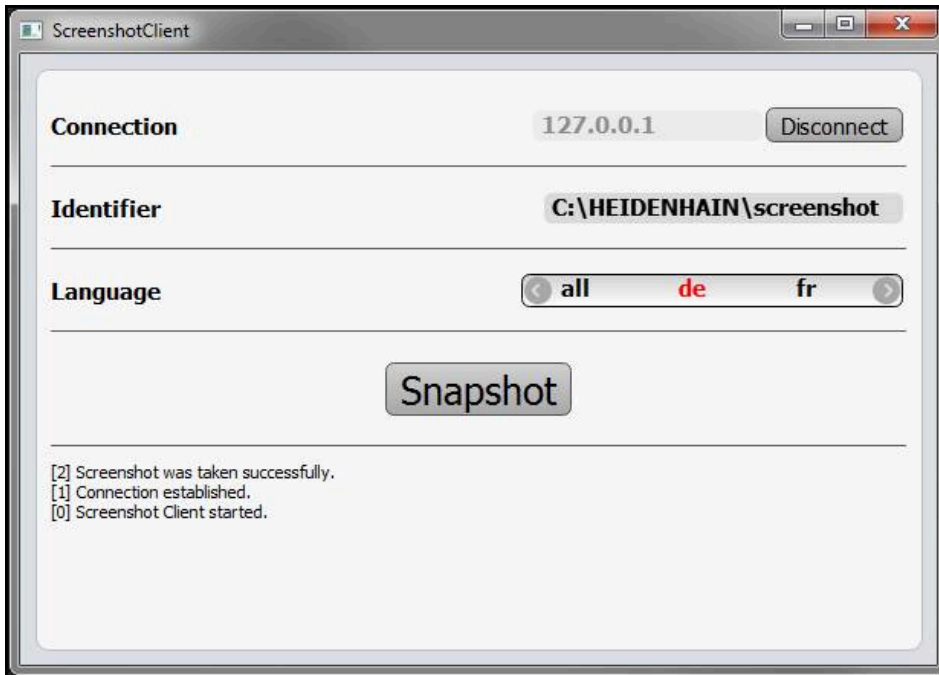 ScreenshotClient
Connection 127.0.0.1 Disconnect
Identifier C:\HEIDENHAIN\screenshot
Language all de fr
Snapshot
[2] Screenshot was taken successfully.
[1] Connection established.
[0] Screenshot Client started.